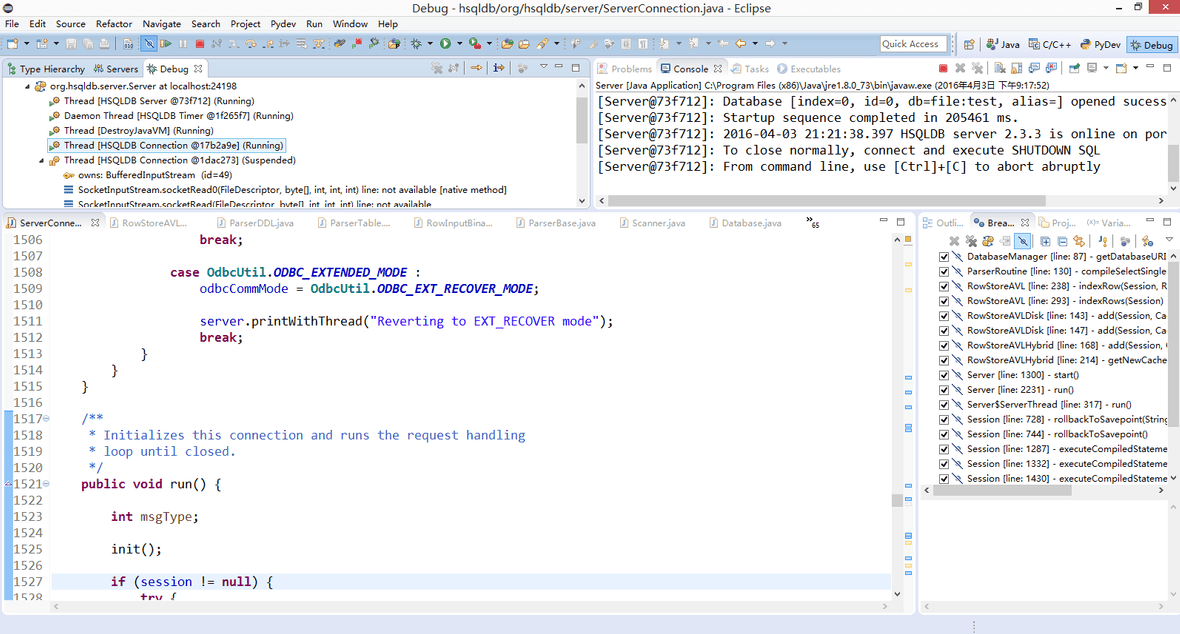 Debug - hsqldb/org/hsqldb/server/ServerConnection.java - Eclipse
File Edit Source Refactor Navigate Search Project Pydev Run Window Help
Quick Access
Java
C/C++
PyDev
Debug
Type Hierarchy
Servers
Debug
org.hsqldb.server.Server at localhost:24198
Thread [HSQLDB Server @73f712] (Running)
Daemon Thread [HSQLDB Timer @1f265f7] (Running)
Thread [DestroyJavaVM] (Running)
Thread [HSQLDB Connection @17b2a9e] (Running)
Thread [HSQLDB Connection @1dac273] (Suspended)
owns: BufferedInputStream (id=49)
SocketInputStream.socketRead0(FileDescriptor, byte[], int, int, int) line: not available [native method]
SocketInputStream.socketRead(FileDescriptor, byte[], int, int, int) line: not available
Problems
Console
Tasks
Executables
Server [Java Application] C:\Program Files (x86)\Java\jre1.8.0_73\bin\javaw.exe (2016年4月3日 下午9:17:52)
[Server@73f712]: Database [index=0, id=0, db=file:test, alias=] opened sucess
[Server@73f712]: Startup sequence completed in 205461 ms.
[Server@73f712]: 2016-04-03 21:21:38.397 HSQLDB server 2.3.3 is online on por
[Server@73f712]: To close normally, connect and execute SHUTDOWN SQL
[Server@73f712]: From command line, use [Ctrl]+[C] to abort abruptly
ServerConne...
RowStoreAVL...
ParserDDL.java
ParserTable....
RowInputBina...
ParserBase.java
Scanner.java
Database.java
65
1506 break;
1507
1508 case OdbcUtil.ODBC_EXTENDED_MODE :
1509 odbcCommMode = OdbcUtil.ODBC_EXT_RECOVER_MODE;
1510
1511 server.printWithThread("Reverting to EXT_RECOVER mode");
1512 break;
1513 }
1514 }
1515 }
1516
1517 /**
1518 * Initializes this connection and runs the request handling
1519 * loop until closed.
1520 */
1521 public void run() {
1522
1523 int msgType;
1524
1525 init();
1526
1527 if (session != null) {
1528 try {
Outli...
Brea...
Proj...
Varia...
DatabaseManager [line: 87] - getDatabaseURI
ParserRoutine [line: 130] - compileSelectSingle
RowStoreAVL [line: 238] - indexRow(Session, R
RowStoreAVL [line: 293] - indexRows(Session)
RowStoreAVLDisk [line: 143] - add(Session, Ca
RowStoreAVLDisk [line: 147] - add(Session, Ca
RowStoreAVLHybrid [line: 168] - add(Session,
RowStoreAVLHybrid [line: 214] - getNewCache
Server [line: 1300] - start()
Server [line: 2231] - run()
Server$ServerThread [line: 317] - run()
Session [line: 728] - rollbackToSavepoint(String
Session [line: 744] - rollbackToSavepoint()
Session [line: 1287] - executeCompiledStateme
Session [line: 1332] - executeCompiledStateme
Session [line: 1430] - executeCompiledStateme